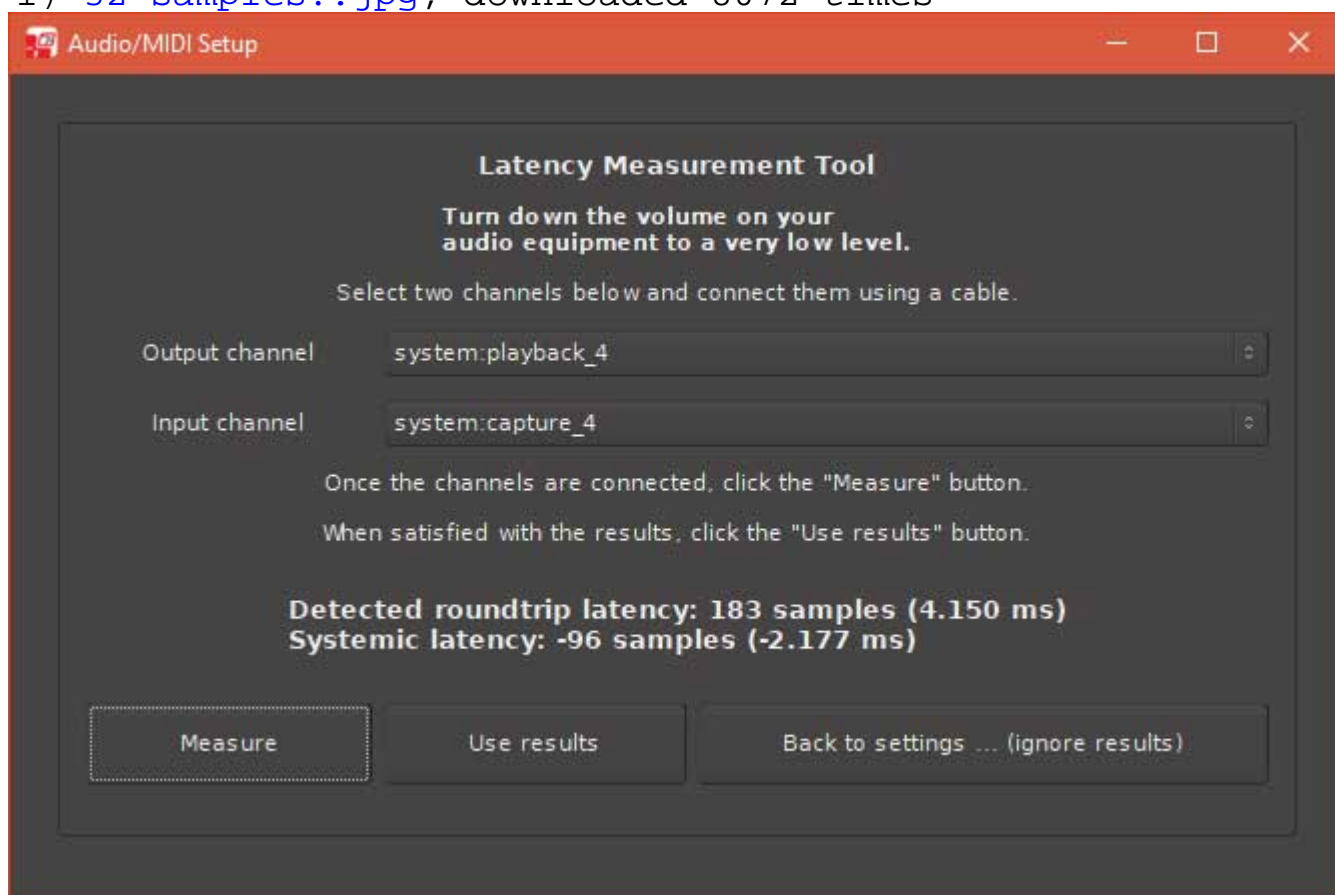 Audio/MIDI Setup
Latency Measurement Tool
Turn down the volume on your
audio equipment to a very low level.
Select two channels below and connect them using a cable.
Output channel system:playback_4
Input channel system:capture_4
Once the channels are connected, click the "Measure" button.
When satisfied with the results, click the "Use results" button.
Detected roundtrip latency: 183 samples (4.150 ms)
Systemic latency: -96 samples (-2.177 ms)
Measure Use results Back to settings ... (ignore results)